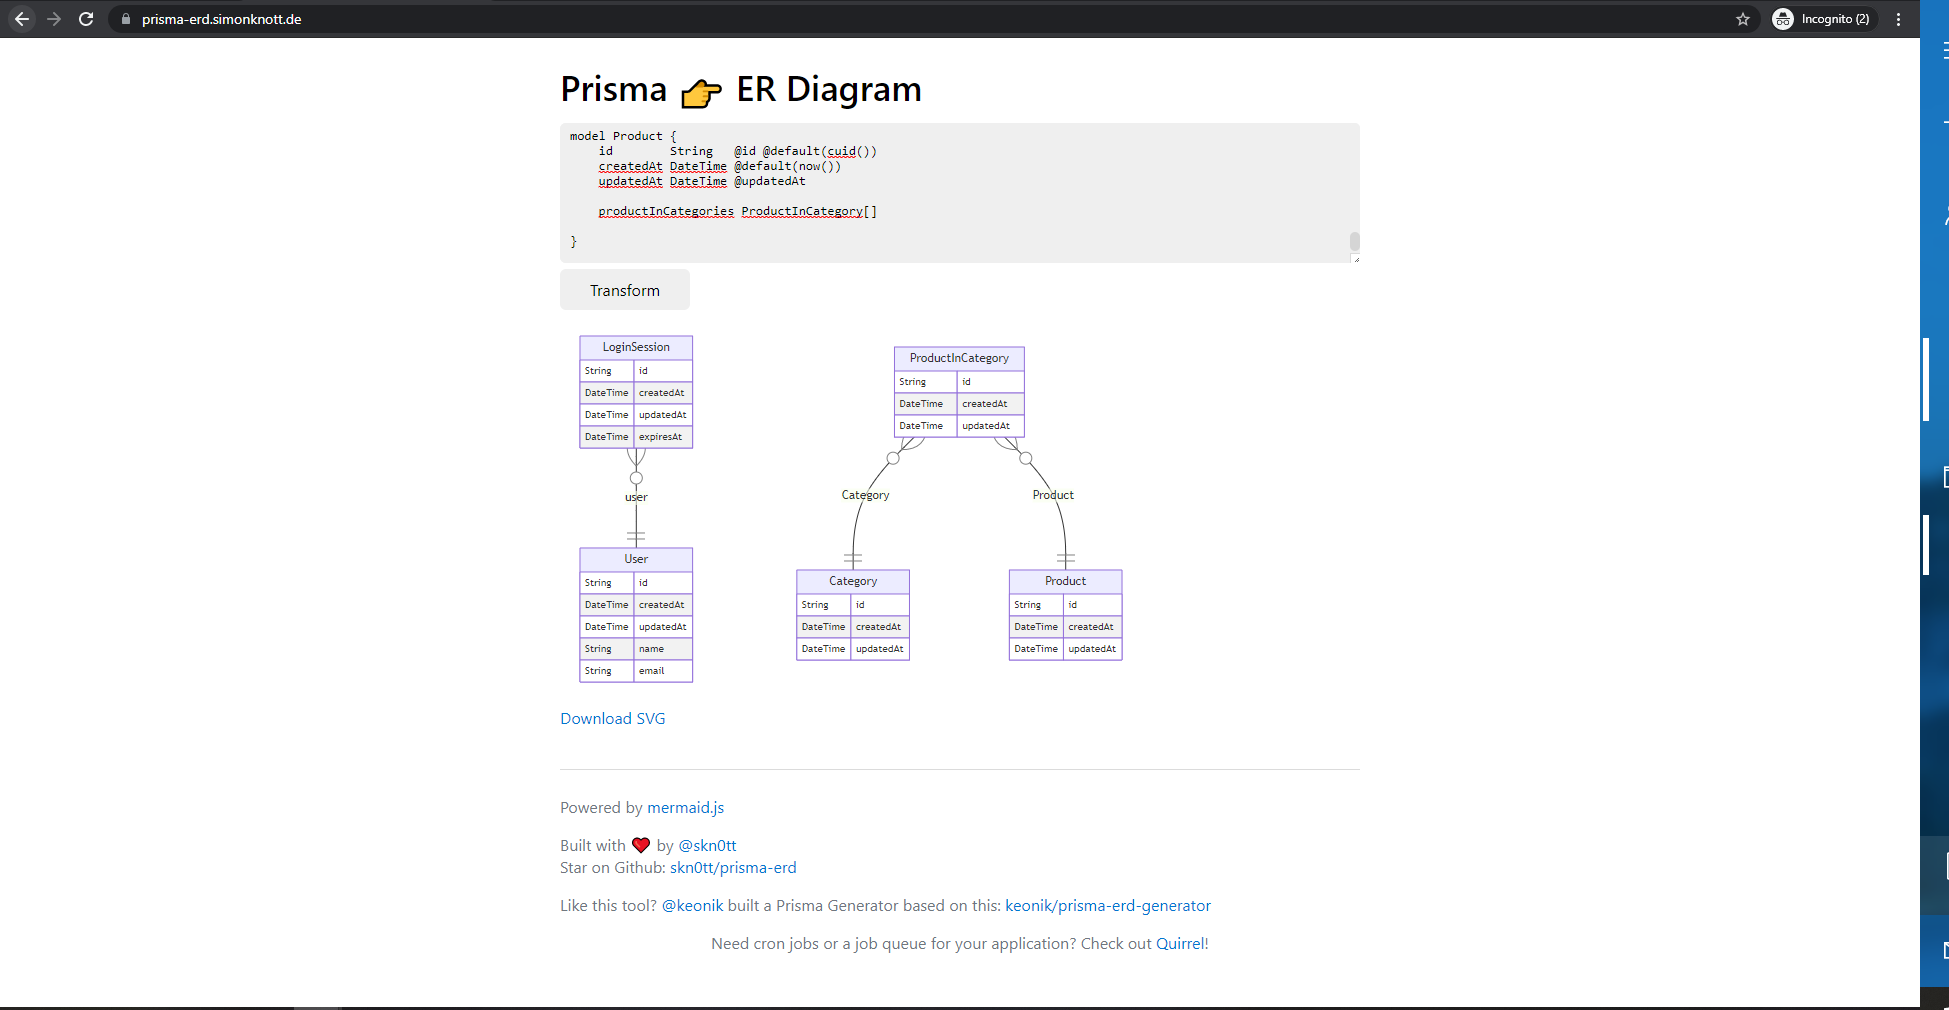 prisma-erd.simonknott.de
Incognito (2)
Prisma 👉 ER Diagram
model Product {
id String @id @default(cuid())
createdAt DateTime @default(now())
updatedAt DateTime @updatedAt
productInCategories ProductInCategory[]
}
Transform
LoginSession
String id
DateTime createdAt
DateTime updatedAt
DateTime expiresAt
user
User
String id
DateTime createdAt
DateTime updatedAt
String name
String email
ProductInCategory
String id
DateTime createdAt
DateTime updatedAt
Category
Product
Category
String id
DateTime createdAt
DateTime updatedAt
Product
String id
DateTime createdAt
DateTime updatedAt
Download SVG
Powered by mermaid.js
Built with ❤️ by @skn0tt
Star on Github: skn0tt/prisma-erd
Like this tool? @keonik built a Prisma Generator based on this: keonik/prisma-erd-generator
Need cron jobs or a job queue for your application? Check out Quirrel!